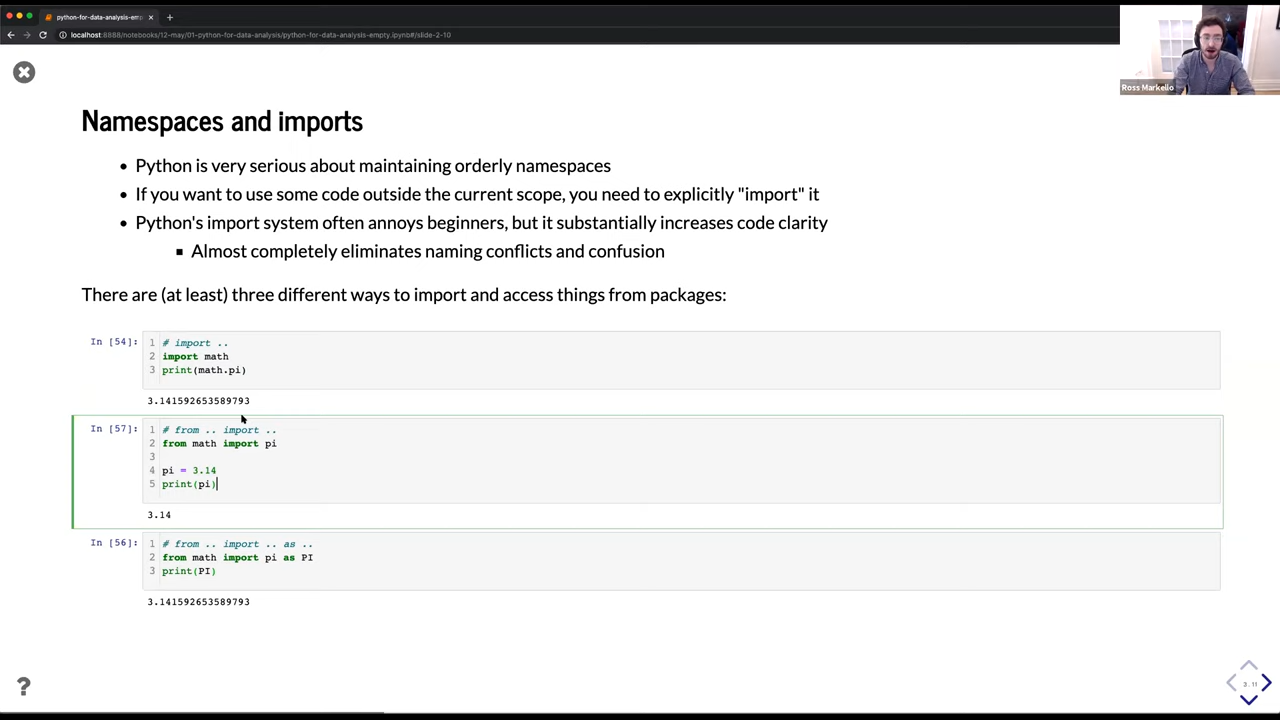 python-for-data-analysis-emp
localhost:8888/notebooks/12-may/01-python-for-data-analysis/python-for-data-analysis-empty.ipynb#/slide-2-10
Ross Markello
Namespaces and imports
• Python is very serious about maintaining orderly namespaces
• If you want to use some code outside the current scope, you need to explicitly "import" it
• Python's import system often annoys beginners, but it substantially increases code clarity
▪ Almost completely eliminates naming conflicts and confusion
There are (at least) three different ways to import and access things from packages:
In [54]:
1 # import ..
2 import math
3 print(math.pi)
3.141592653589793
In [57]:
1 # from .. import ..
2 from math import pi
3
4 pi = 3.14
5 print(pi)
3.14
In [56]:
1 # from .. import .. as ..
2 from math import pi as PI
3 print(PI)
3.141592653589793
?
3.11